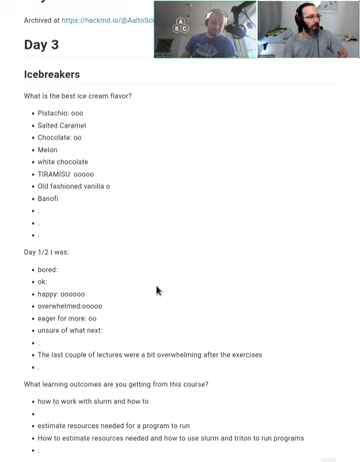 Archived at https://hackmd.io/@AaltoSci
Day 3
Icebreakers
What is the best ice cream flavor?
• Pistachio: ooo
• Salted Caramel
• Chocolate: oo
• Melon
• white chocolate
• TIRAMISU: ooooo
• Old fashioned vanilla o
• Banofi
• .
• .
• .
Day 1/2 I was:
• bored:
• ok:
• happy: oooooo
• overwhelmed:ooooo
• eager for more: oo
• unsure of what next:
• .
• The last couple of lectures were a bit overwhelming after the exercises
• .
What learning outcomes are you getting from this course?
• how to work with slurm and how to
•
• estimate resources needed for a program to run
• How to estimate resources needed and how to use slurm and triton to run programs
• .